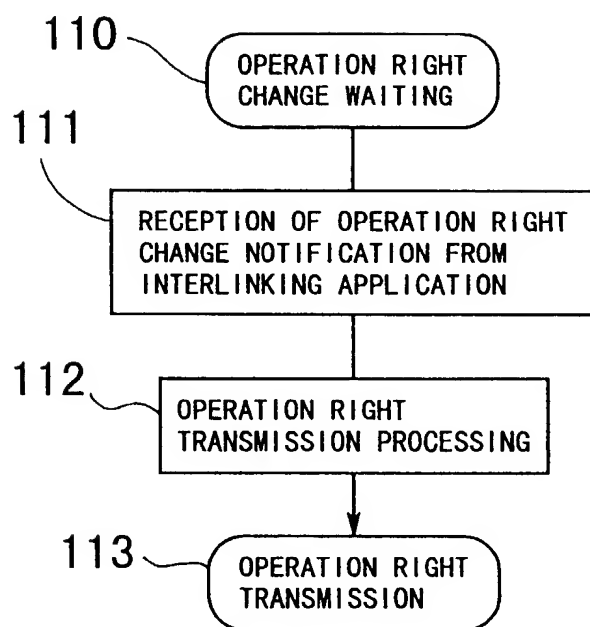 110
OPERATION RIGHT
CHANGE WAITING
111
RECEPTION OF OPERATION RIGHT
CHANGE NOTIFICATION FROM
INTERLINKING APPLICATION
112
OPERATION RIGHT
TRANSMISSION PROCESSING
113
OPERATION RIGHT
TRANSMISSION